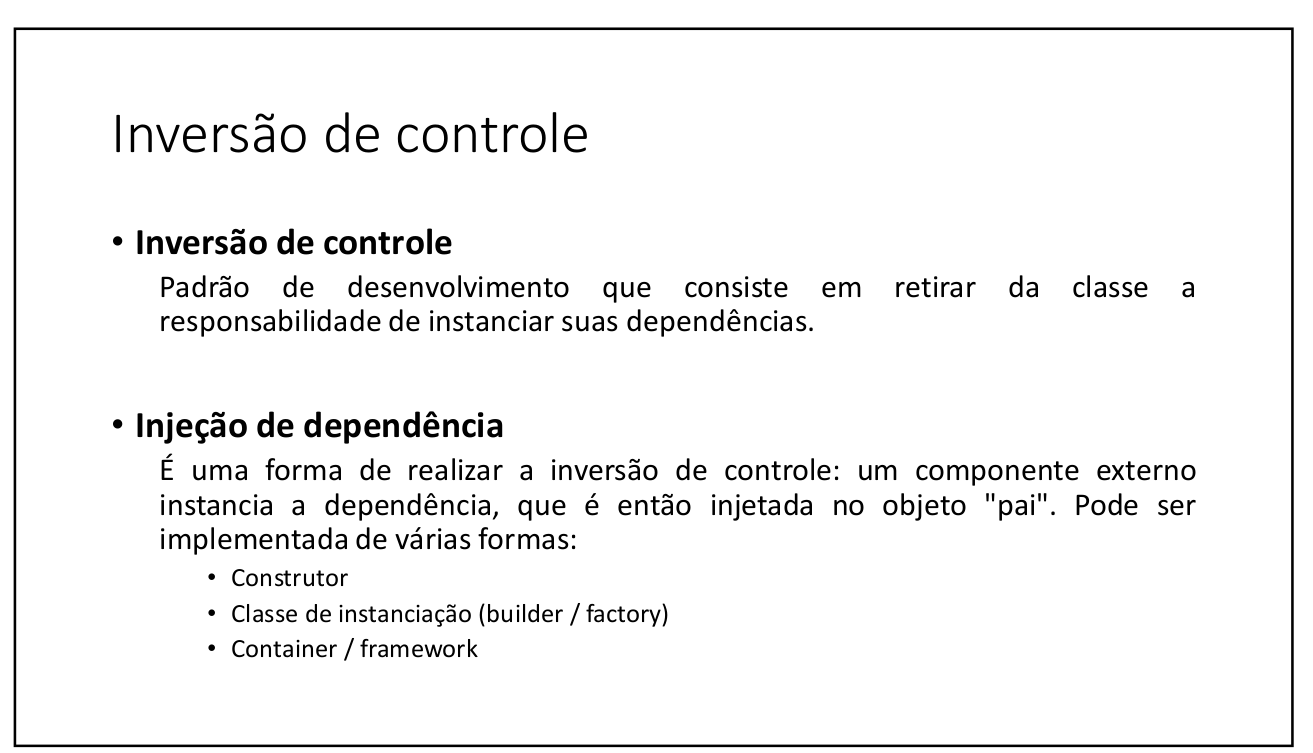 Inversão de controle
• Inversão de controle
Padrão de desenvolvimento que consiste em retirar da classe a
responsabilidade de instanciar suas dependências.
• Injeção de dependência
É uma forma de realizar a inversão de controle: um componente externo
instancia a dependência, que é então injetada no objeto "pai". Pode ser
implementada de várias formas:
• Construtor
• Classe de instanciação (builder / factory)
• Container / framework